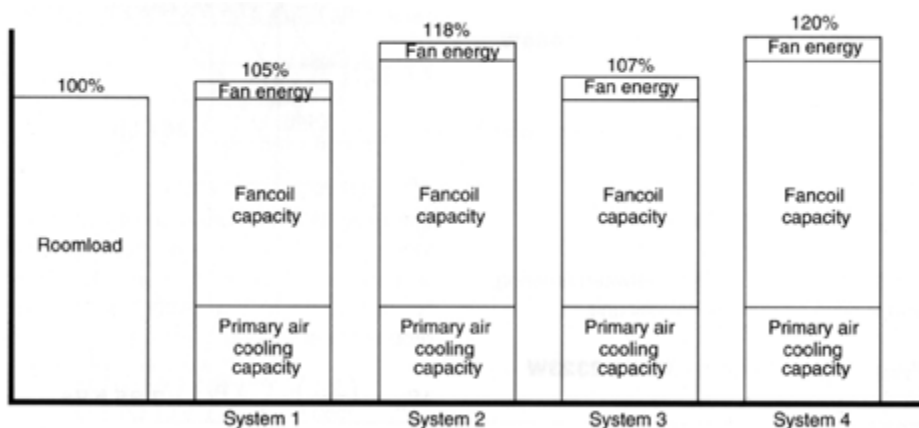 100%
Roomload
105%
Fan energy
Fancoil
capacity
Primary air
cooling
capacity
System 1
118%
Fan energy
Fancoil
capacity
Primary air
cooling
capacity
System 2
107%
Fan energy
Fancoil
capacity
Primary air
cooling
capacity
System 3
120%
Fan energy
Fancoil
capacity
Primary air
cooling
capacity
System 4